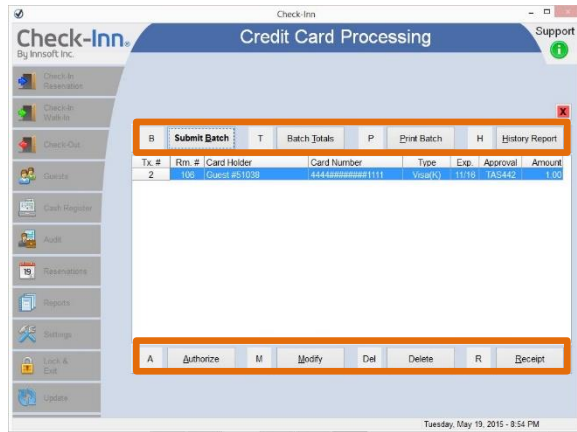 Check-Inn
Check-Inn®
By Innsoft Inc.
Credit Card Processing
Support
Check-In
Reservation
Check-In
Walk-In
Check-Out
Guests
Cash Register
Audit
19
Reservations
Reports
Settings
Lock &
Exit
Update
X
B Submit Batch T Batch Totals P Print Batch H History Report
Tx. # Rm. # Card Holder Card Number Type Exp. Approval Amount
2 106 Guest #51038 4444########1111 Visa(K) 11/16 TAS442 1.00
A Authorize M Modify Del Delete R Receipt
Tuesday, May 19, 2015 - 8:54 PM